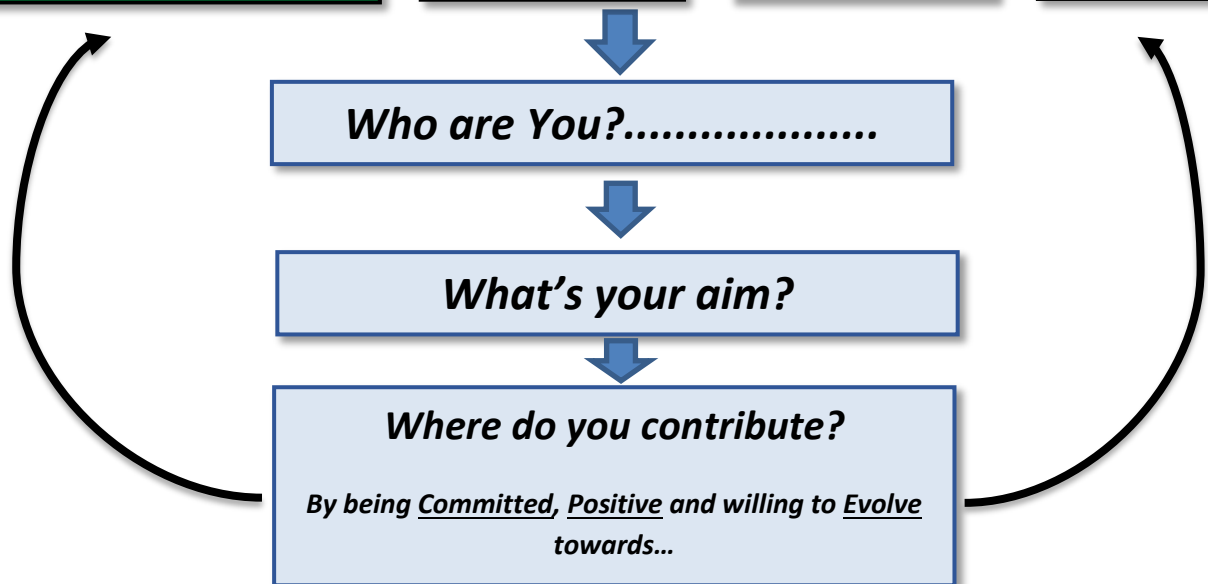 Who are You?....................
What’s your aim?
Where do you contribute?
By being Committed, Positive and willing to Evolve
towards…